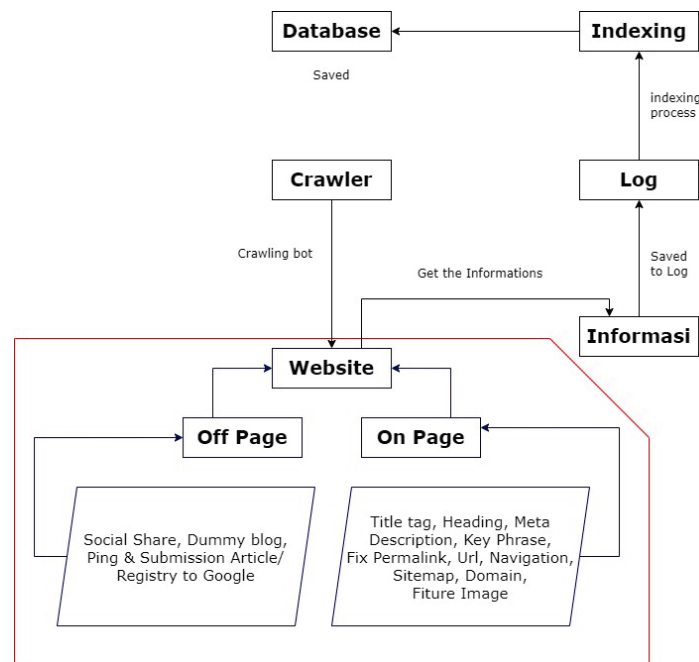 Database
Indexing
Saved
indexing
process
Crawler
Log
Crawling bot
Saved
to Log
Get the Informations
Informasi
Website
Off Page
On Page
Social Share, Dummy blog,
Ping & Submission Article/
Registry to Google
Title tag, Heading, Meta
Description, Key Phrase,
Fix Permalink, Url, Navigation,
Sitemap, Domain,
Fiture Image